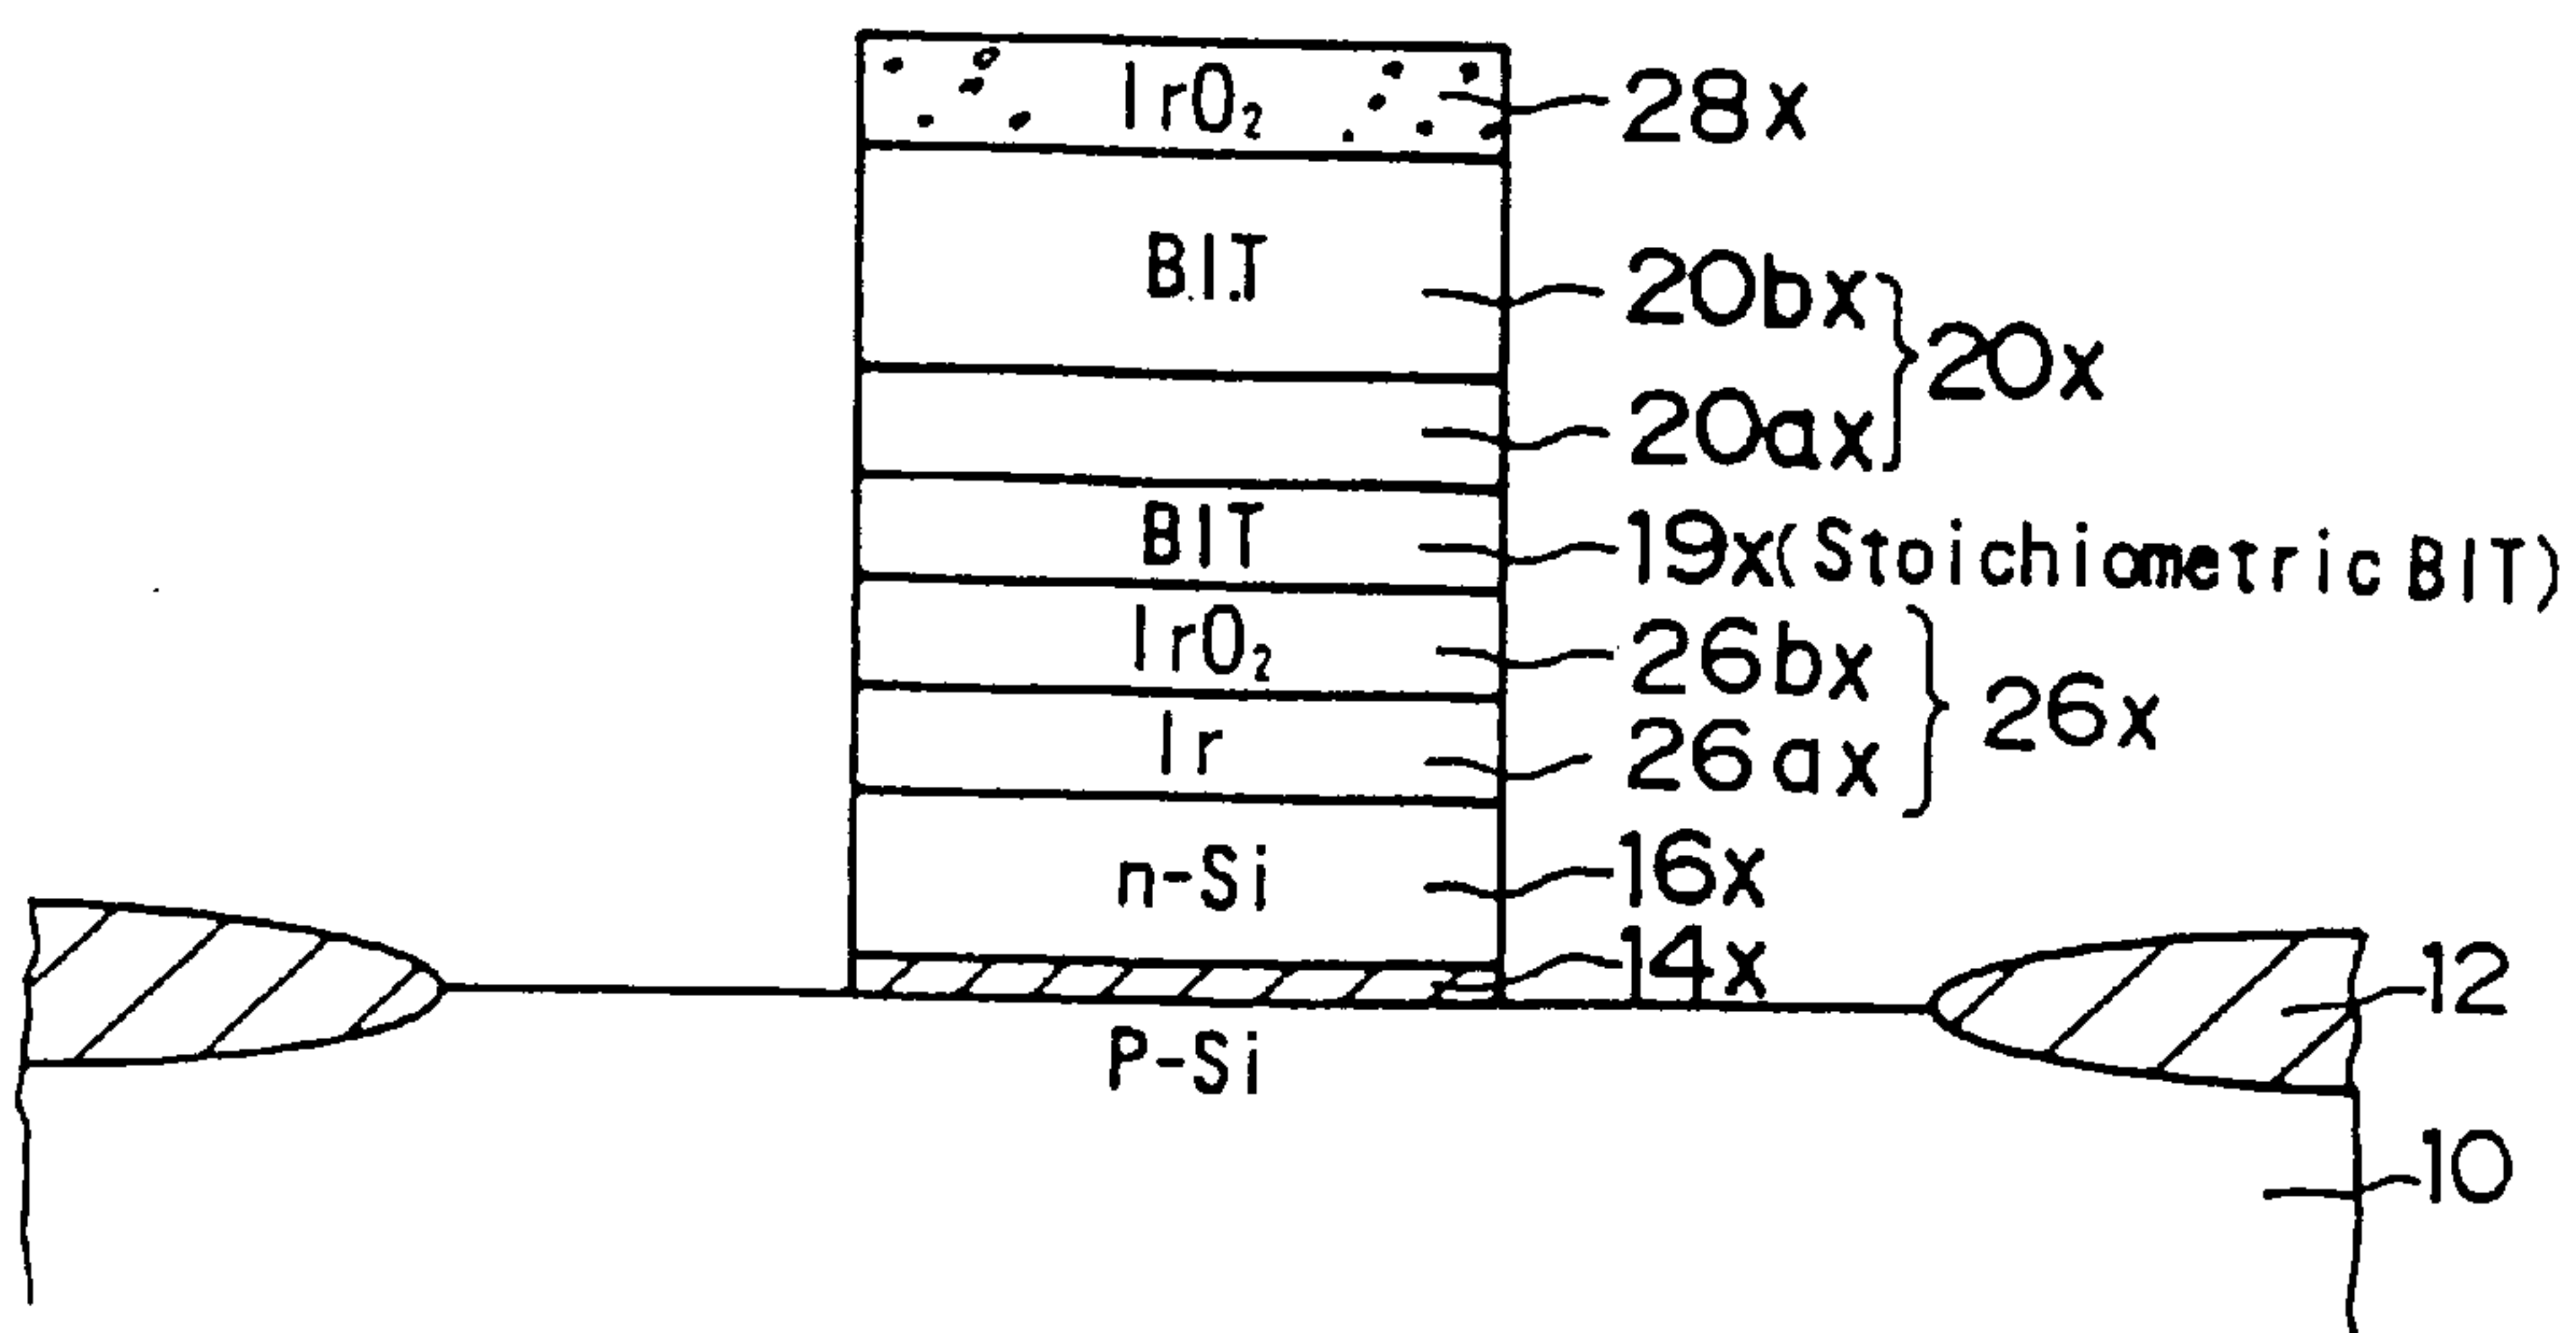 IrO₂ 28x
BIT 20bx
20x
20ax
BIT 19x(Stoichiometric BIT)
IrO₂ 26bx
26x
Ir 26ax
n-Si 16x
14x
12
P-Si
10